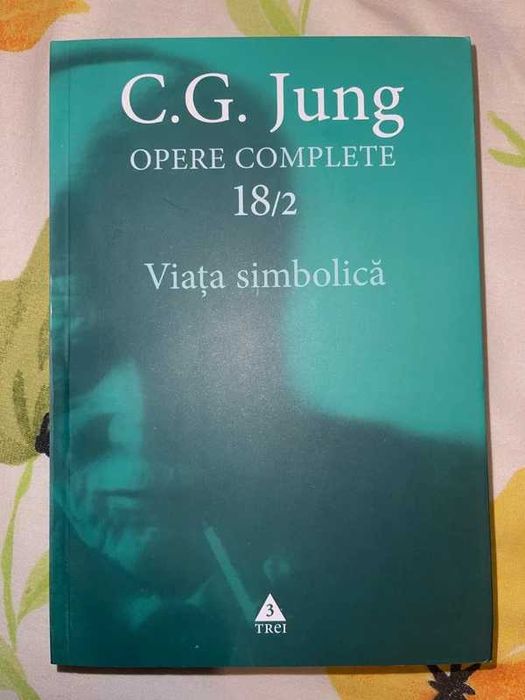 C.G. Jung
OPERE COMPLETE
18/2
Viața simbolică
3
TREI